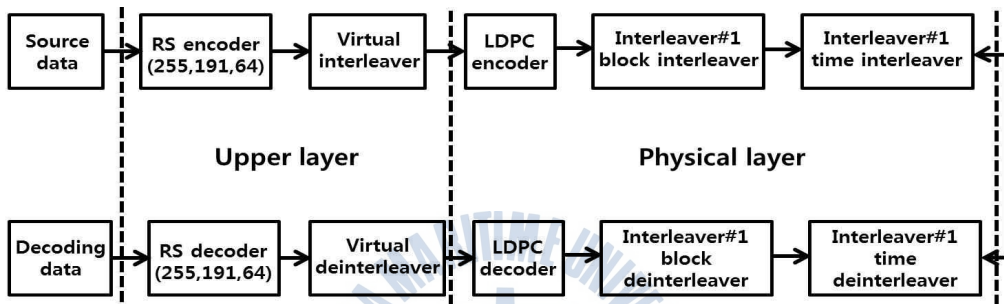 Source
data
RS encoder
(255,191,64)
Virtual
interleaver
LDPC
encoder
Interleaver#1
block interleaver
Interleaver#1
time interleaver
Upper layer
Physical layer
Decoding
data
RS decoder
(255,191,64)
Virtual
deinterleaver
LDPC
decoder
Interleaver#1
block
deinterleaver
Interleaver#1
time
deinterleaver
MARITIME UNIV